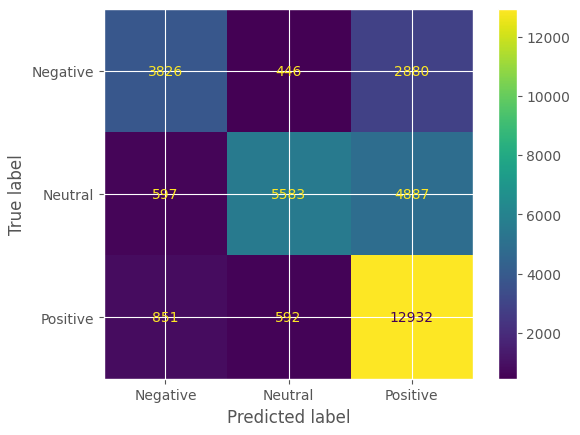 Negative 3826 446 2880
Neutral 597 5583 4887
Positive 851 592 12932
Negative Neutral Positive
Predicted label
True label
12000
10000
8000
6000
4000
2000